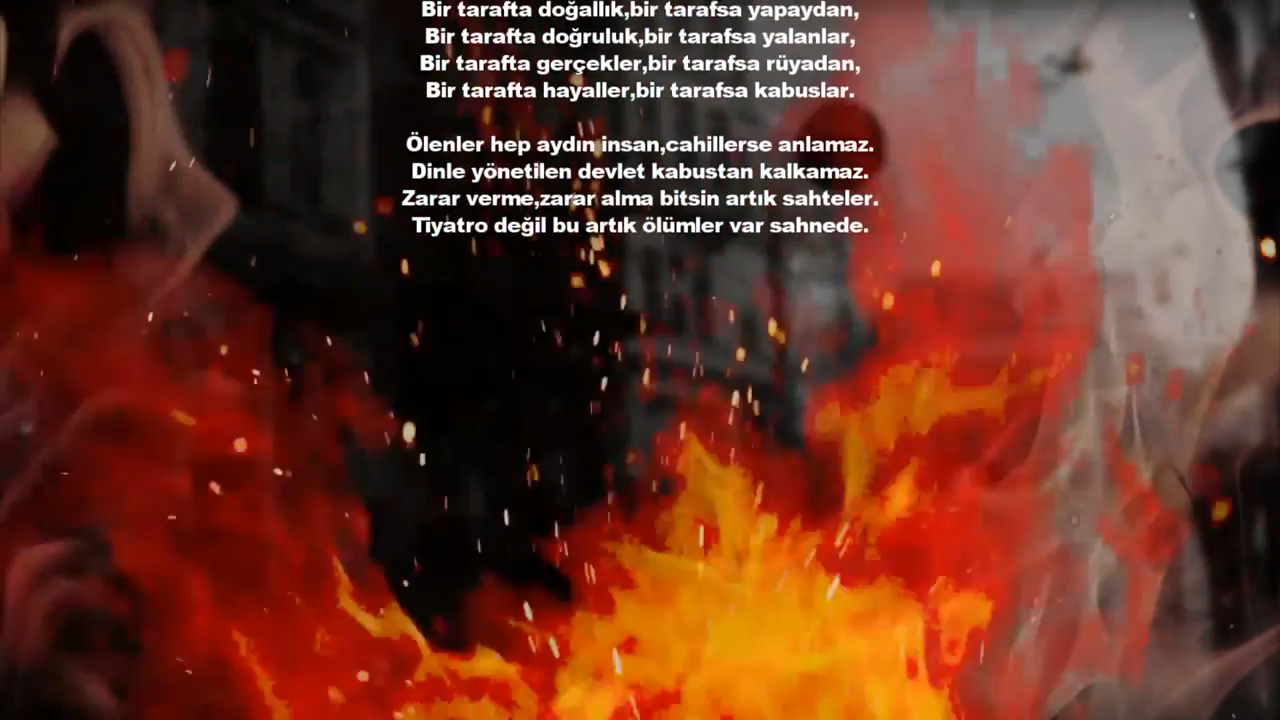 Bir tarafta doğallık,bir tarafsa yapaydan,
Bir tarafta doğruluk,bir tarafsa yalanlar,
Bir tarafta gerçekler,bir tarafsa rüyadan,
Bir tarafta hayaller,bir tarafsa kabuslar.
Ölenler hep aydın insan,cahillerse anlamaz.
Dinle yönetilen devlet kabustan kalkamaz.
Zarar verme,zarar alma bitsin artık sahteler.
Tiyatro değil bu artık ölümler var sahnede.